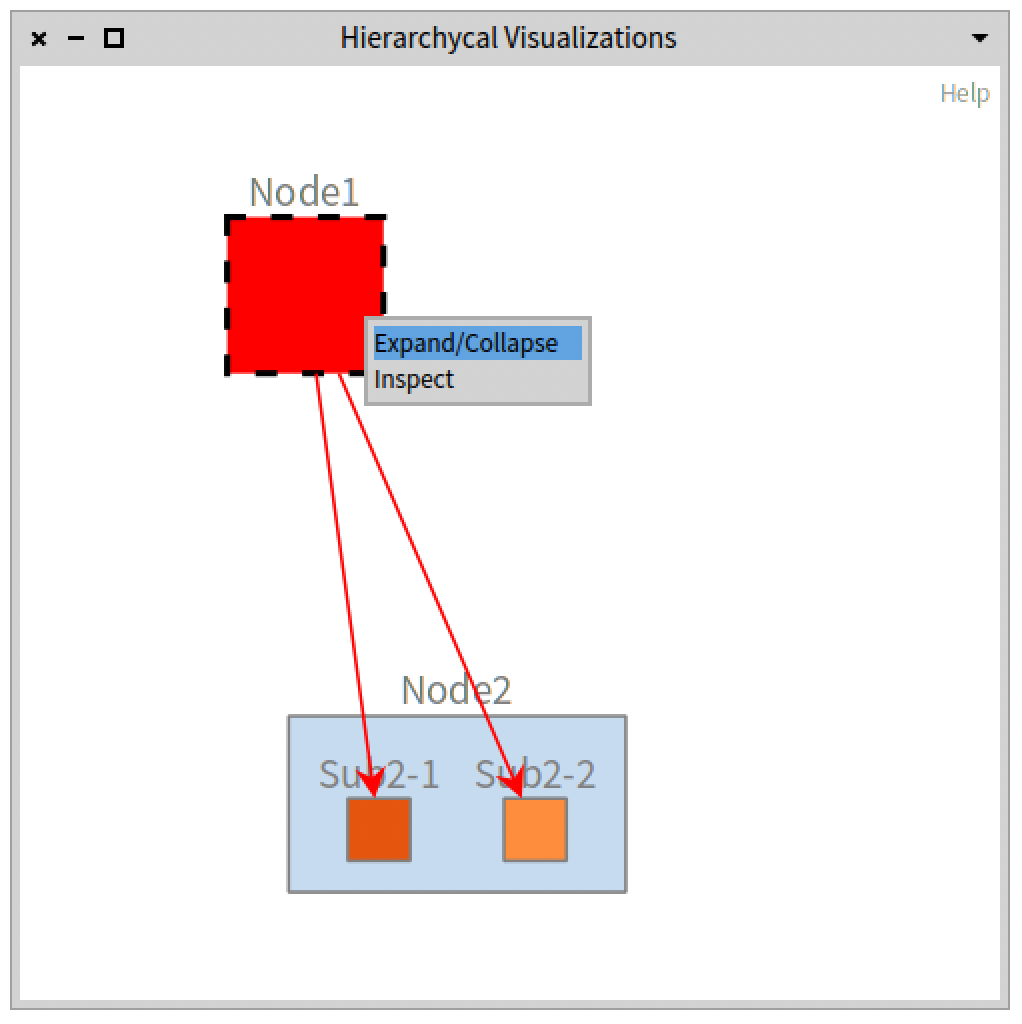 Hierarchycal Visualizations
Help
Node1
Expand/Collapse
Inspect
Node2
Sub2-1 Sub2-2